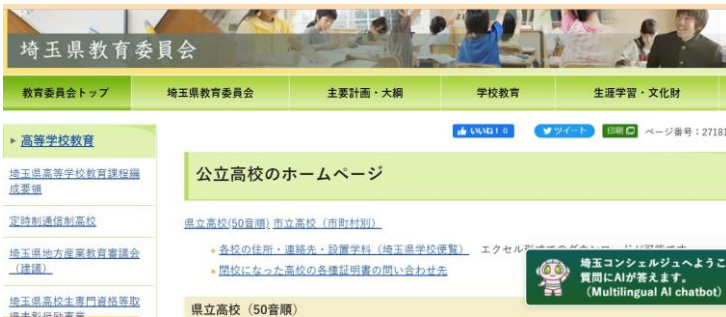 埼玉県教育委員会
教育委員会トップ
埼玉県教育委員会
主要計画・大綱
学校教育
生涯学習・文化財
高等学校教育
いいね! 0
ツイート
印刷
ページ番号：27181
埼玉県高等学校教育課程編
成要領
定時制通信制高校
埼玉県地方産業教育審議会
（建議）
埼玉県高校生専門資格等取
得表彰奨励事業
公立高校のホームページ
県立高校(50音順) 市立高校（市町村別）
各校の住所・連絡先・設置学科（埼玉県学校便覧） エクセル形式でのダウンロードが可能です
閉校になった高校の各種証明書の問い合わせ先
県立高校（50音順）
埼玉コンシェルジュへようこ
質問にAIが答えます。
（Multilingual AI chatbot)